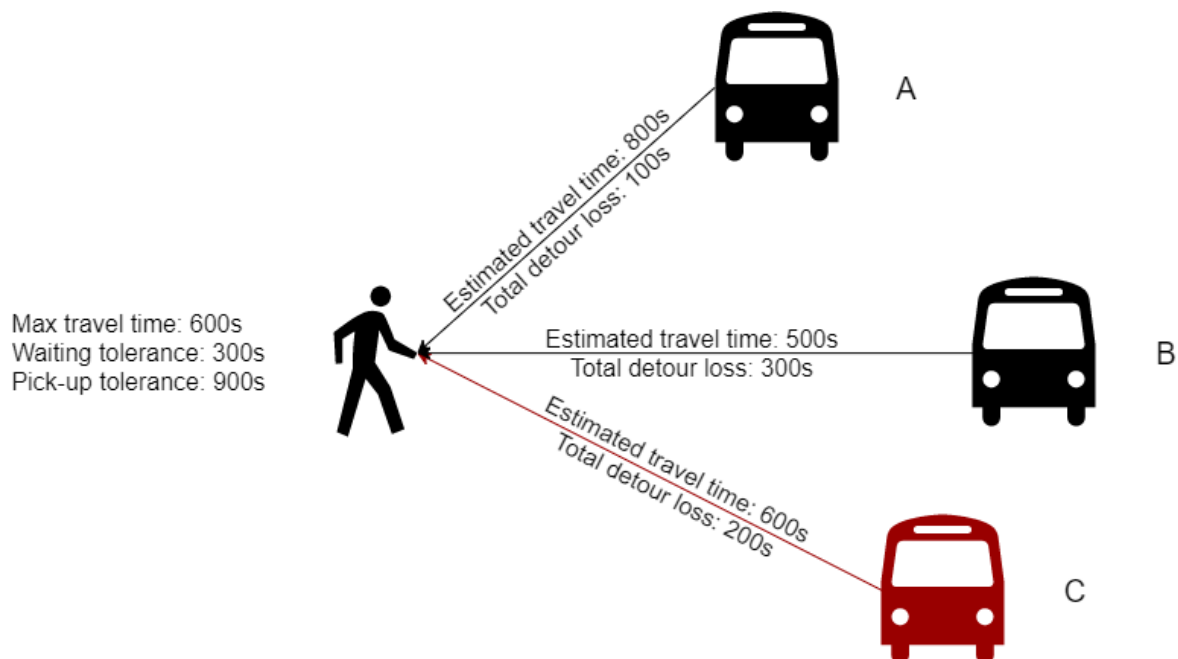 A
Estimated travel time: 800s
Total detour loss: 100s
Max travel time: 600s
Waiting tolerance: 300s
Pick-up tolerance: 900s
Estimated travel time: 500s
Total detour loss: 300s
B
Estimated travel time: 600s
Total detour loss: 200s
C